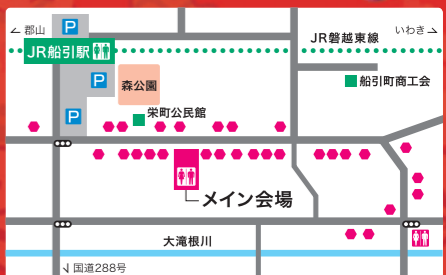 P
←郡山
JR磐越東線
いわき→
JR船引駅
P
森公園
船引町商工会
P
栄町公民館
メイン会場
大滝根川
↓国道288号